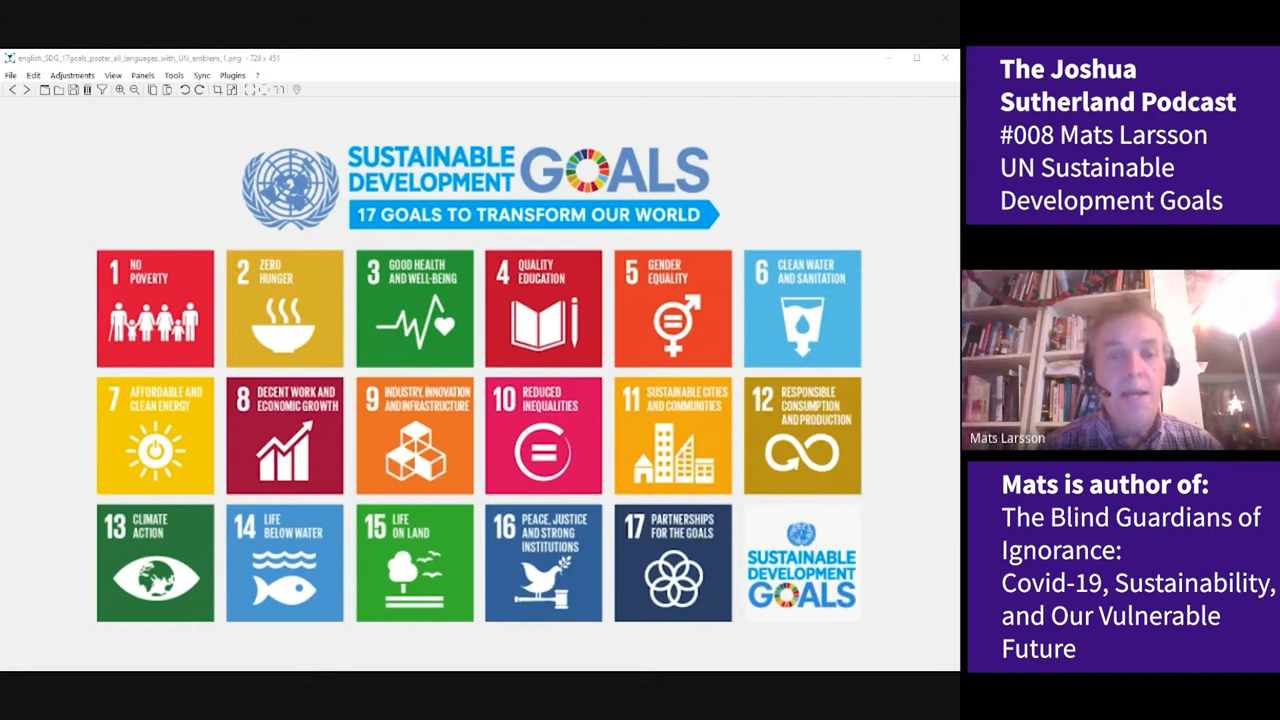 english_SDG_17goals_poster_all_languages_with_UN_emblem_1.png - 728 x 451
File Edit Adjustments View Panels Tools Sync Plugins ?
SUSTAINABLE
DEVELOPMENT
GOALS
17 GOALS TO TRANSFORM OUR WORLD
1 NO
POVERTY
2 ZERO
HUNGER
3 GOOD HEALTH
AND WELL-BEING
4 QUALITY
EDUCATION
5 GENDER
EQUALITY
6 CLEAN WATER
AND SANITATION
7 AFFORDABLE AND
CLEAN ENERGY
8 DECENT WORK AND
ECONOMIC GROWTH
9 INDUSTRY, INNOVATION
AND INFRASTRUCTURE
10 REDUCED
INEQUALITIES
11 SUSTAINABLE CITIES
AND COMMUNITIES
12 RESPONSIBLE
CONSUMPTION
AND PRODUCTION
13 CLIMATE
ACTION
14 LIFE
BELOW WATER
15 LIFE
ON LAND
16 PEACE, JUSTICE
AND STRONG
INSTITUTIONS
17 PARTNERSHIPS
FOR THE GOALS
SUSTAINABLE
DEVELOPMENT
GOALS
The Joshua
Sutherland Podcast
#008 Mats Larsson
UN Sustainable
Development Goals
Mats Larsson
Mats is author of:
The Blind Guardians of
Ignorance:
Covid-19, Sustainability,
and Our Vulnerable
Future